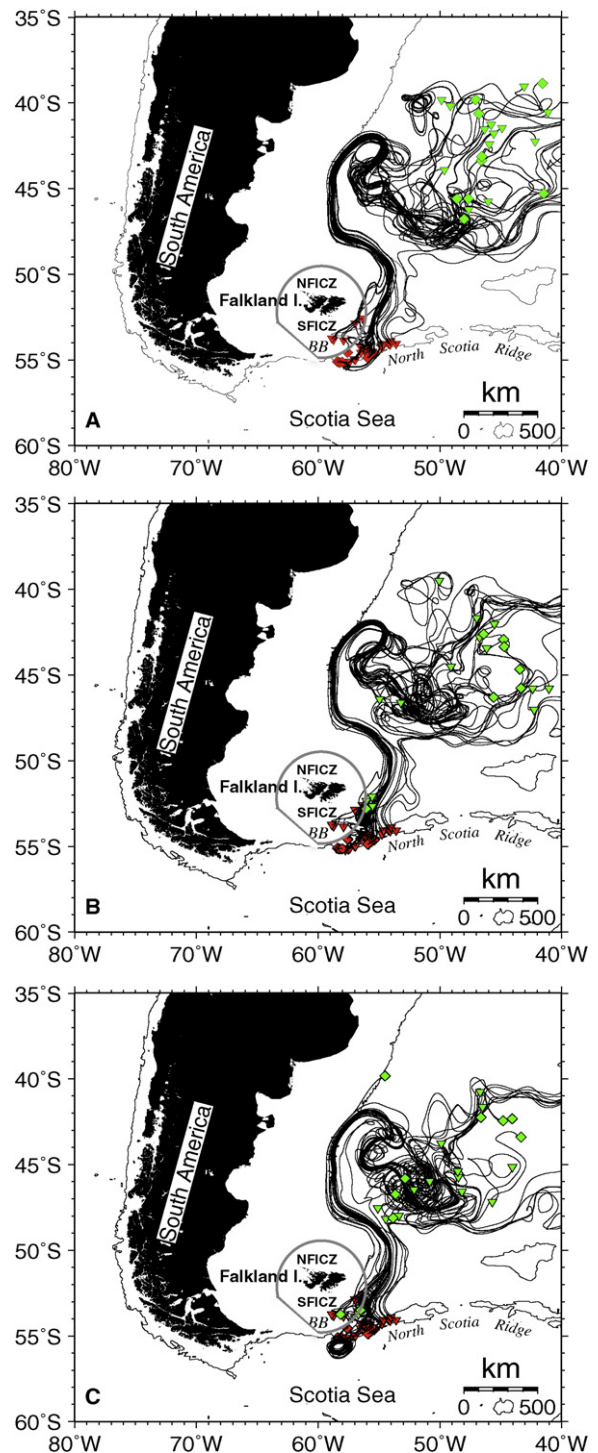 35°S
40°S
45°S
50°S
55°S
60°S
South America
NFICZ
Falkland I.
SFICZ
BB
North Scotia Ridge
km
A
Scotia Sea
0 500
80°W 70°W 60°W 50°W 40°W
35°S
40°S
45°S
50°S
55°S
60°S
South America
NFICZ
Falkland I.
SFICZ
BB
North Scotia Ridge
km
B
Scotia Sea
0 500
80°W 70°W 60°W 50°W 40°W
35°S
40°S
45°S
50°S
55°S
60°S
South America
NFICZ
Falkland I.
SFICZ
BB
North Scotia Ridge
km
C
Scotia Sea
0 500
80°W 70°W 60°W 50°W 40°W